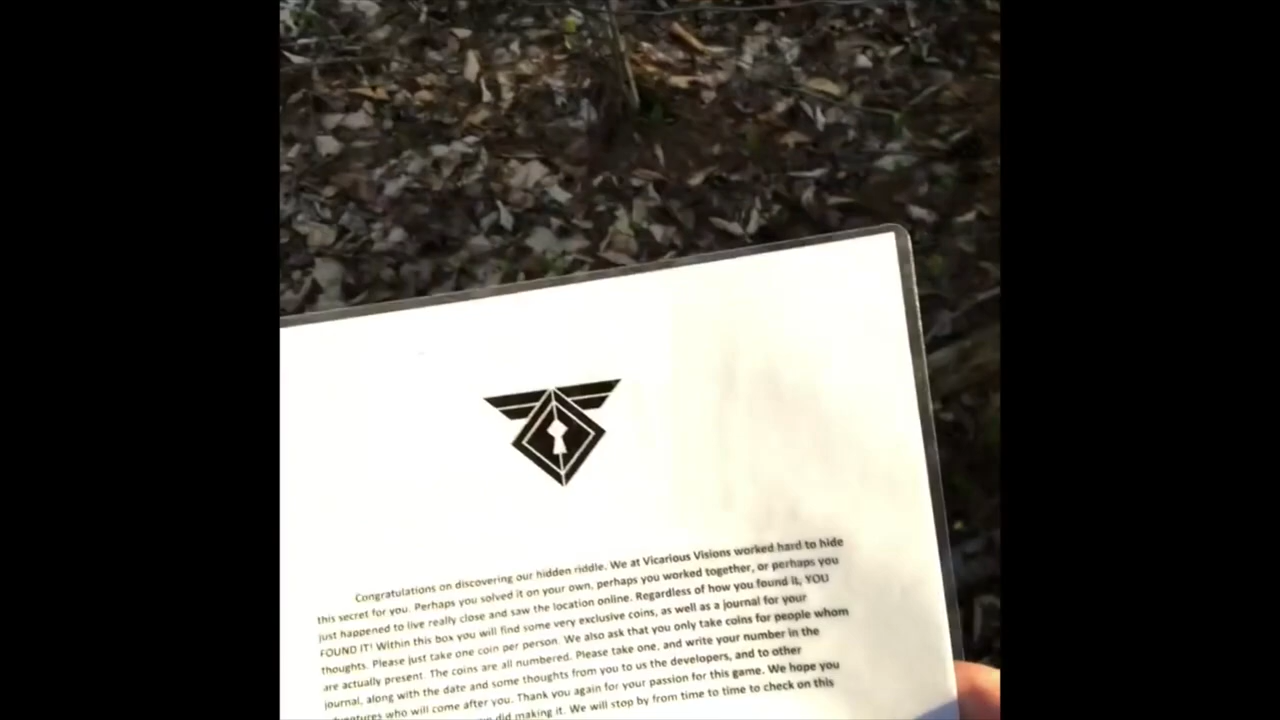 Congratulations on discovering our hidden riddle. We at Vicarious Visions worked hard to hide
this secret for you. Perhaps you solved it on your own, perhaps you worked together, or perhaps you
just happened to live really close and saw the location online. Regardless of how you found it, YOU
FOUND IT! Within this box you will find some very exclusive coins, as well as a journal for your
thoughts. Please just take one coin per person. We also ask that you only take coins for people whom
are actually present. The coins are all numbered. Please take one, and write your number in the
journal, along with the date and some thoughts from you to us the developers, and to other
who will come after you. Thank you again for your passion for this game. We hope you
did making it. We will stop by from time to time to check on this